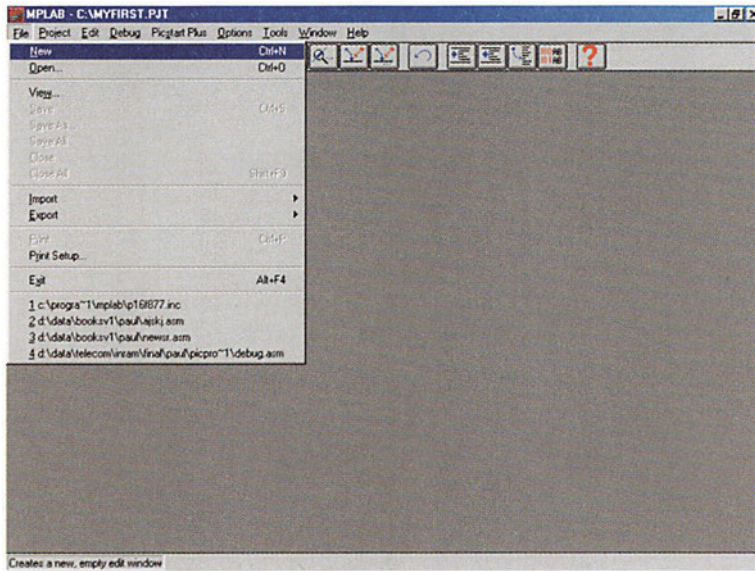 MPLAB - C:\MYFIRST.PJT
File Project Edit Debug Picstart Plus Options Tools Window Help
New Ctrl+N
Open... Ctrl+O
View...
Save Ctrl+S
Save As...
Save All
Close
Close All Shift+F9
Import
Export
Print Ctrl+P
Print Setup...
Exit Alt+F4
1 c:\progra~1\mplab\p16f877.inc
2 d:\data\booksv1\paul\ajskj.asm
3 d:\data\booksv1\paul\newsr.asm
4 d:\data\telecom\inram\final\paul\picpro~1\debug.asm
?
Creates a new, empty edit window